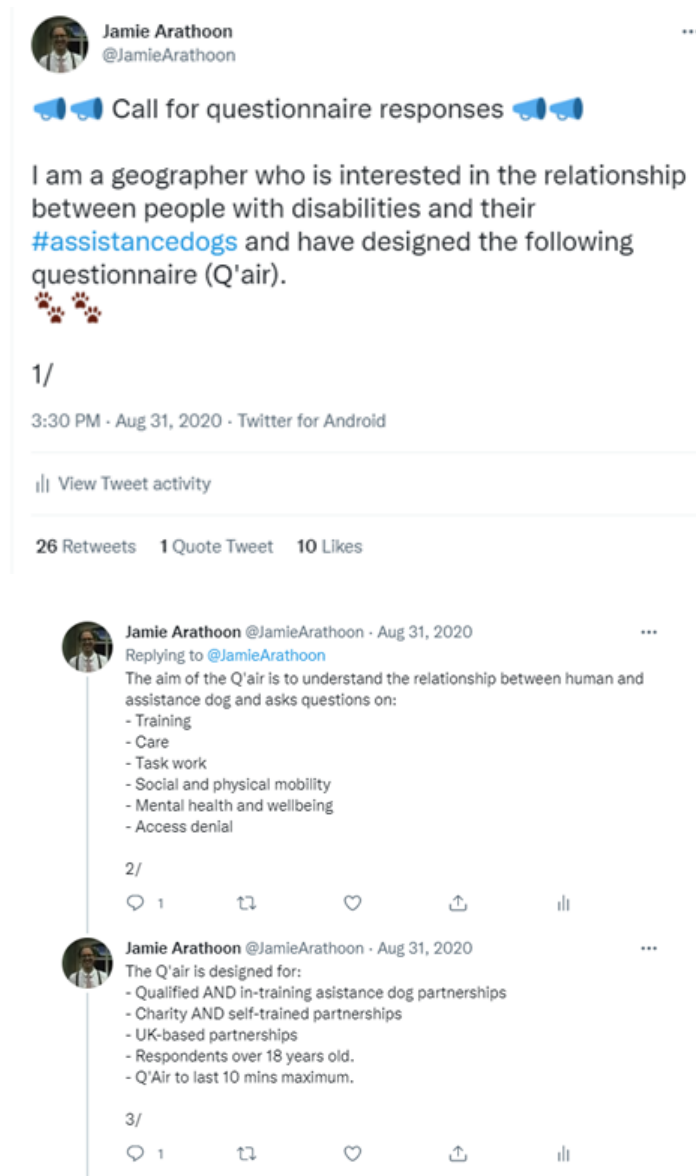 Jamie Arathoon
@JamieArathoon
Call for questionnaire responses
I am a geographer who is interested in the relationship
between people with disabilities and their
#assistancedogs and have designed the following
questionnaire (Q'air).
1/
3:30 PM · Aug 31, 2020 · Twitter for Android
View Tweet activity
26 Retweets 1 Quote Tweet 10 Likes
Jamie Arathoon @JamieArathoon · Aug 31, 2020
Replying to @JamieArathoon
The aim of the Q'air is to understand the relationship between human and
assistance dog and asks questions on:
- Training
- Care
- Task work
- Social and physical mobility
- Mental health and wellbeing
- Access denial
2/
1
Jamie Arathoon @JamieArathoon · Aug 31, 2020
The Q'air is designed for:
- Qualified AND in-training asistance dog partnerships
- Charity AND self-trained partnerships
- UK-based partnerships
- Respondents over 18 years old.
- Q'Air to last 10 mins maximum.
3/
1